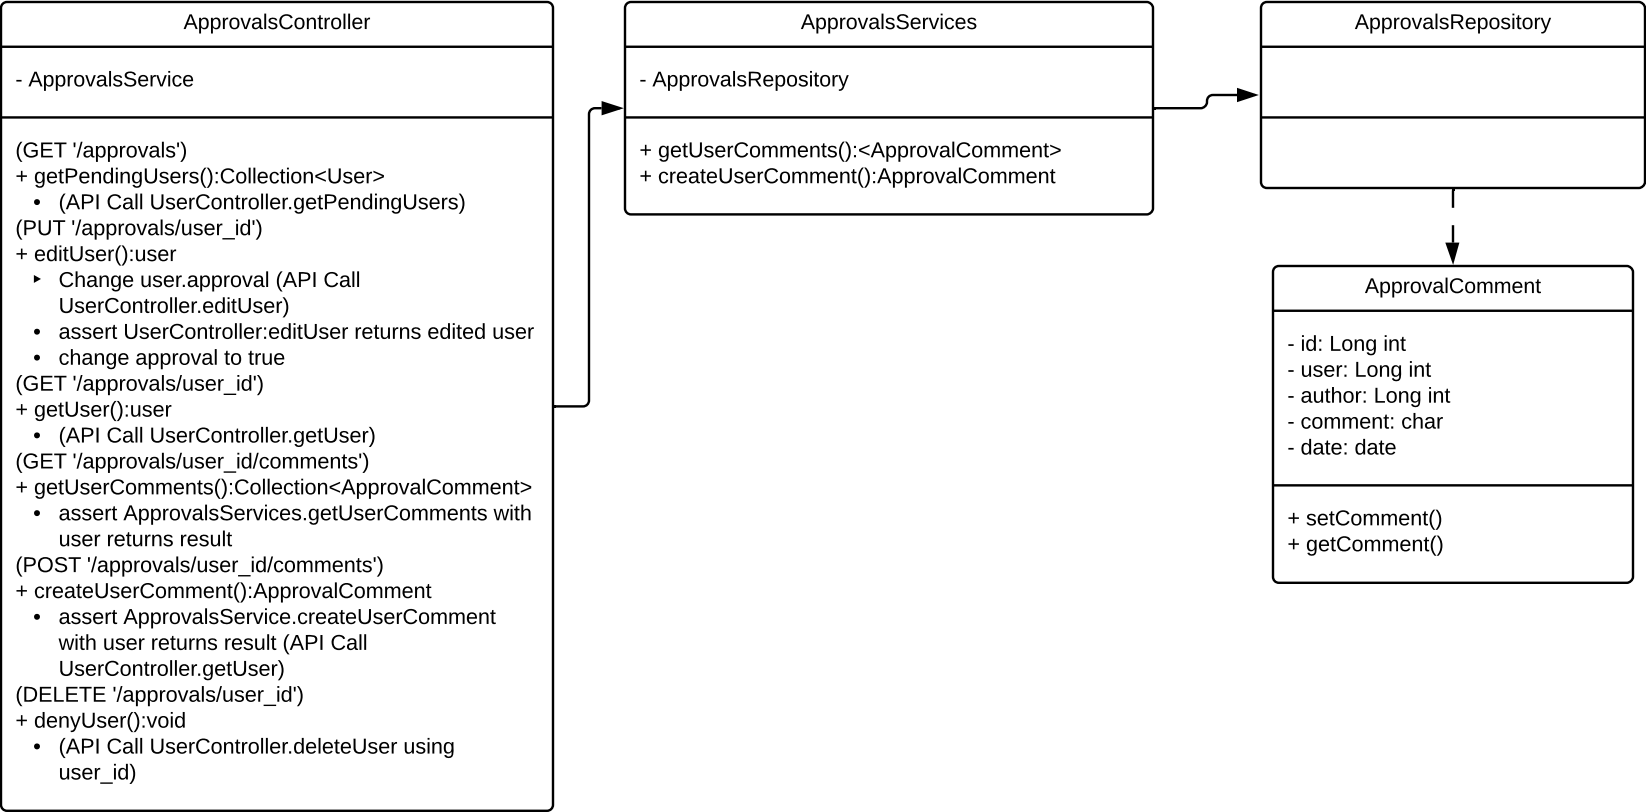 ApprovalsController
- ApprovalsService
(GET '/approvals')
+ getPendingUsers():Collection<User>
• (API Call UserController.getPendingUsers)
(PUT '/approvals/user_id')
+ editUser():user
‣ Change user.approval (API Call
UserController.editUser)
• assert UserController:editUser returns edited user
• change approval to true
(GET '/approvals/user_id')
+ getUser():user
• (API Call UserController.getUser)
(GET '/approvals/user_id/comments')
+ getUserComments():Collection<ApprovalComment>
• assert ApprovalsServices.getUserComments with
user returns result
(POST '/approvals/user_id/comments')
+ createUserComment():ApprovalComment
• assert ApprovalsService.createUserComment
with user returns result (API Call
UserController.getUser)
(DELETE '/approvals/user_id')
+ denyUser():void
• (API Call UserController.deleteUser using
user_id)
ApprovalsServices
- ApprovalsRepository
+ getUserComments():<ApprovalComment>
+ createUserComment():ApprovalComment
ApprovalsRepository
ApprovalComment
- id: Long int
- user: Long int
- author: Long int
- comment: char
- date: date
+ setComment()
+ getComment()